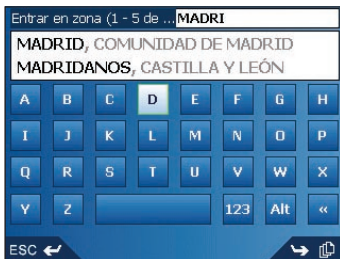 Entrar en zona (1 - 5 de ... MADRI
MADRID, COMUNIDAD DE MADRID
MADRIDANOS, CASTILLA Y LEÓN
A B C D E F G H
I J K L M N O P
Q R S T U V W X
Y Z 123 Alt «
ESC